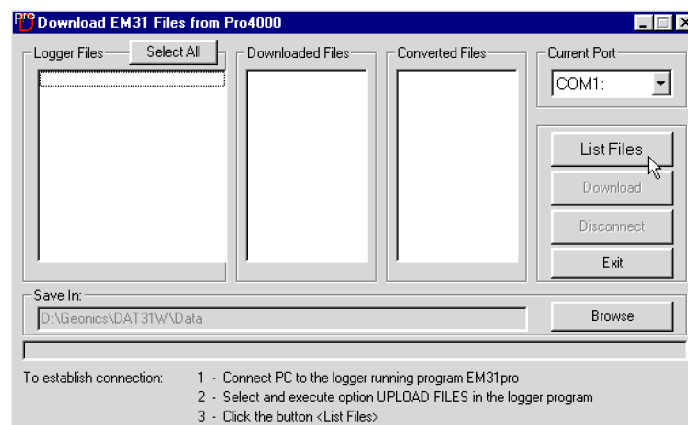 Pro Download EM31 Files from Pro4000
Logger Files Select All Downloaded Files Converted Files Current Port
COM1:
List Files
Download
Disconnect
Exit
Save In:
D:\Geonics\DAT31W\Data Browse
To establish connection: 1 - Connect PC to the logger running program EM31pro
2 - Select and execute option UPLOAD FILES in the logger program
3 - Click the button <List Files>